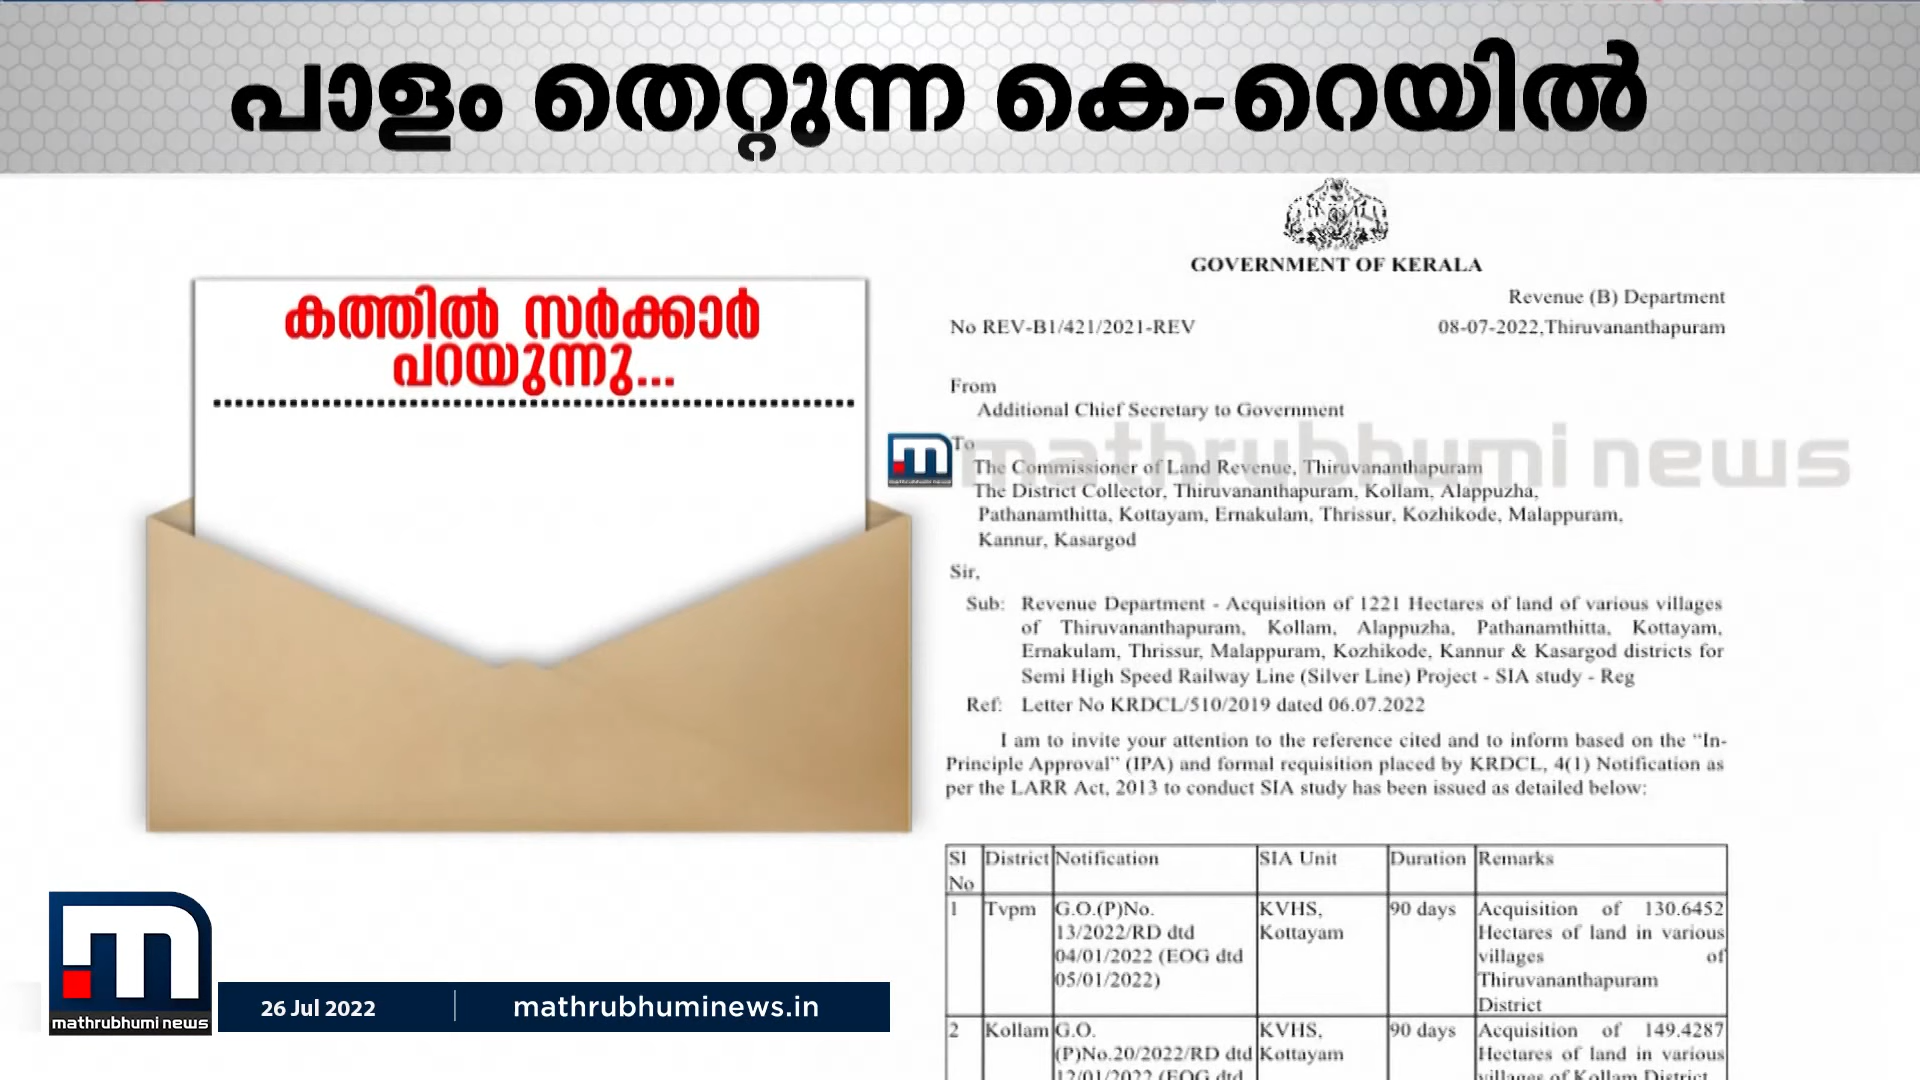 പാളം തെറ്റുന്ന കെ-റെയിൽ
കത്തിൽ സർക്കാർ
പറയുന്നു...
GOVERNMENT OF KERALA
Revenue (B) Department
No REV-B1/421/2021-REV
08-07-2022,Thiruvananthapuram
From
Additional Chief Secretary to Government
To
mathrubhumi news
The Commissioner of Land Revenue, Thiruvananthapuram
The District Collector, Thiruvananthapuram, Kollam, Alappuzha,
Pathanamthitta, Kottayam, Ernakulam, Thrissur, Kozhikode, Malappuram,
Kannur, Kasargod
Sir,
Sub: Revenue Department - Acquisition of 1221 Hectares of land of various villages
of Thiruvananthapuram, Kollam, Alappuzha, Pathanamthitta, Kottayam,
Ernakulam, Thrissur, Malappuram, Kozhikode, Kannur & Kasargod districts for
Semi High Speed Railway Line (Silver Line) Project - SIA study - Reg
Ref: Letter No KRDCL/510/2019 dated 06.07.2022
I am to invite your attention to the reference cited and to inform based on the "In-
Principle Approval" (IPA) and formal requisition placed by KRDCL, 4(1) Notification as
per the LARR Act, 2013 to conduct SIA study has been issued as detailed below:
Sl No District Notification SIA Unit Duration Remarks
1 Tvpm G.O.(P)No. KVHS, 90 days Acquisition of 130.6452
13/2022/RD dtd Kottayam Hectares of land in various
04/01/2022 (EOG dtd villages of
05/01/2022) Thiruvananthapuram
District
2 Kollam G.O. KVHS, 90 days Acquisition of 149.4287
(P)No.20/2022/RD dtd Kottayam Hectares of land in various
12/01/2022 (EOG dtd villages of Kollam District
mathrubhumi news
26 Jul 2022
mathrubhuminews.in